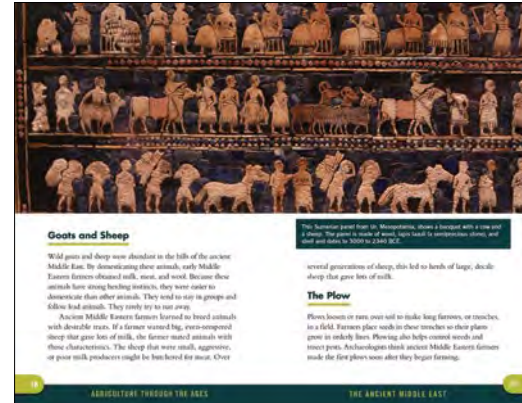 Goats and Sheep
Wild goats and sheep were abundant in the hills of the ancient
Middle East. By domesticating these animals, early Middle
Eastern farmers obtained milk, meat, and wool. Because these
animals have strong herding instincts, they were easier to
domesticate than other animals. They tend to stay in groups and
follow lead animals. They rarely try to run away.
Ancient Middle Eastern farmers learned to breed animals
with desirable traits. If a farmer wanted big, even-tempered
sheep that gave lots of milk, the farmer mated animals with
those characteristics. The sheep that were small, aggressive,
or poor milk producers might be butchered for meat. Over
This Sumerian panel from Ur, Mesopotamia, shows a banquet with a cow and
a sheep. The panel is made of wood, lapis lazuli (a semiprecious stone), and
shell and dates to 3000 to 2340 BCE.
several generations of sheep, this led to herds of large, docile
sheep that gave lots of milk.
The Plow
Plows loosen or turn over soil to make long furrows, or trenches,
in a field. Farmers place seeds in these trenches so their plants
grow in orderly lines. Plowing also helps control weeds and
insect pests. Archaeologists think ancient Middle Eastern farmers
made the first plows soon after they began farming.
AGRICULTURE THROUGH THE AGES
THE ANCIENT MIDDLE EAST